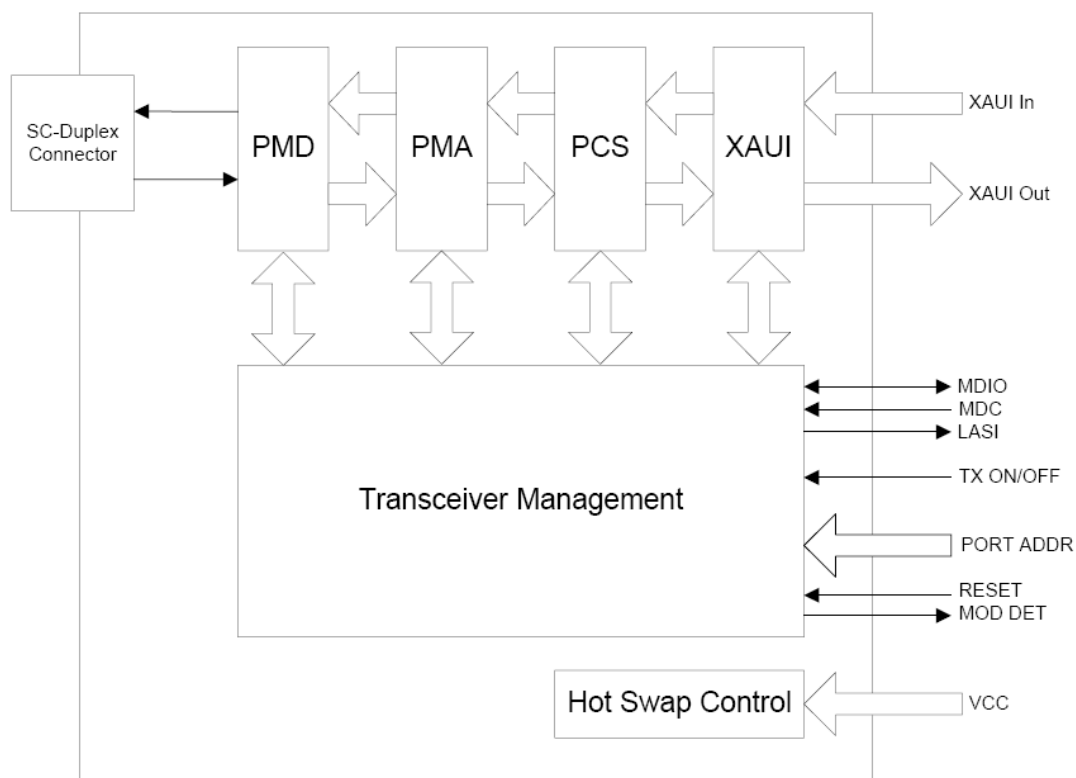 SC-Duplex
Connector
PMD
PMA
PCS
XAUI
XAUI In
XAUI Out
Transceiver Management
MDIO
MDC
LASI
TX ON/OFF
PORT ADDR
RESET
MOD DET
Hot Swap Control
VCC